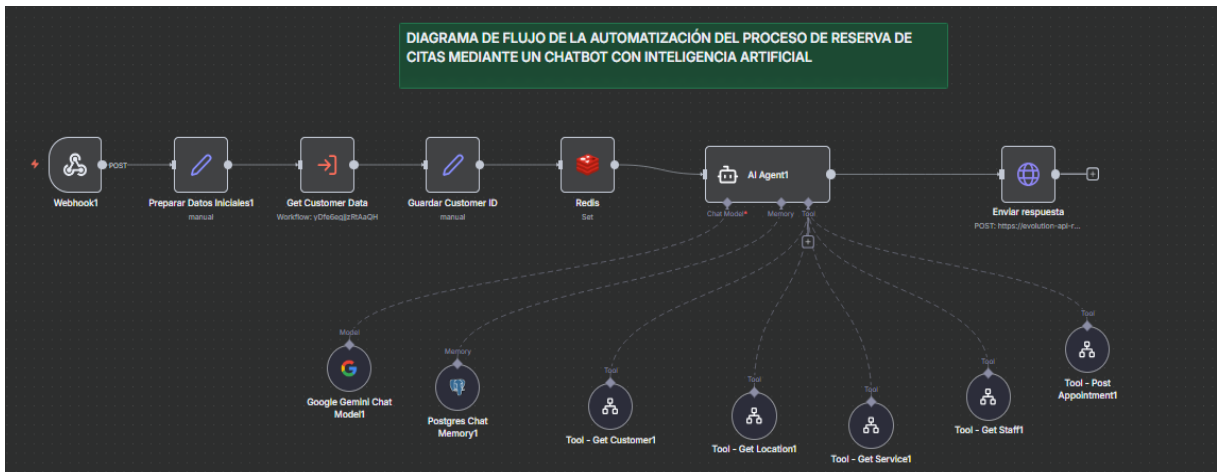 DIAGRAMA DE FLUJO DE LA AUTOMATIZACIÓN DEL PROCESO DE RESERVA DE
CITAS MEDIANTE UN CHATBOT CON INTELIGENCIA ARTIFICIAL
POST
Webhook1
Preparar Datos Iniciales1
manual
Get Customer Data
Guardar Customer ID
manual
Redis
Set
AI Agent1
Chat Model*
Memory
Tool
Enviar respuesta
POST: https://evolution-api-r...
Model
Google Gemini Chat
Model1
Memory
Postgres Chat
Memory1
Tool
Tool - Get Customer1
Tool
Tool - Get Location1
Tool
Tool - Get Service1
Tool
Tool - Get Staff1
Tool
Tool - Post
Appointment1